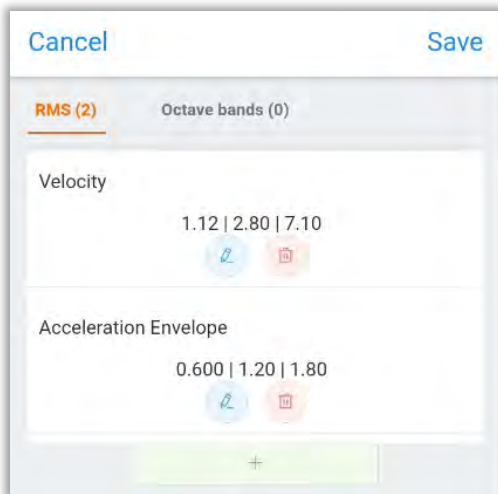 Cancel Save
RMS (2) Octave bands (0)
Velocity
1.12 | 2.80 | 7.10
Acceleration Envelope
0.600 | 1.20 | 1.80
+